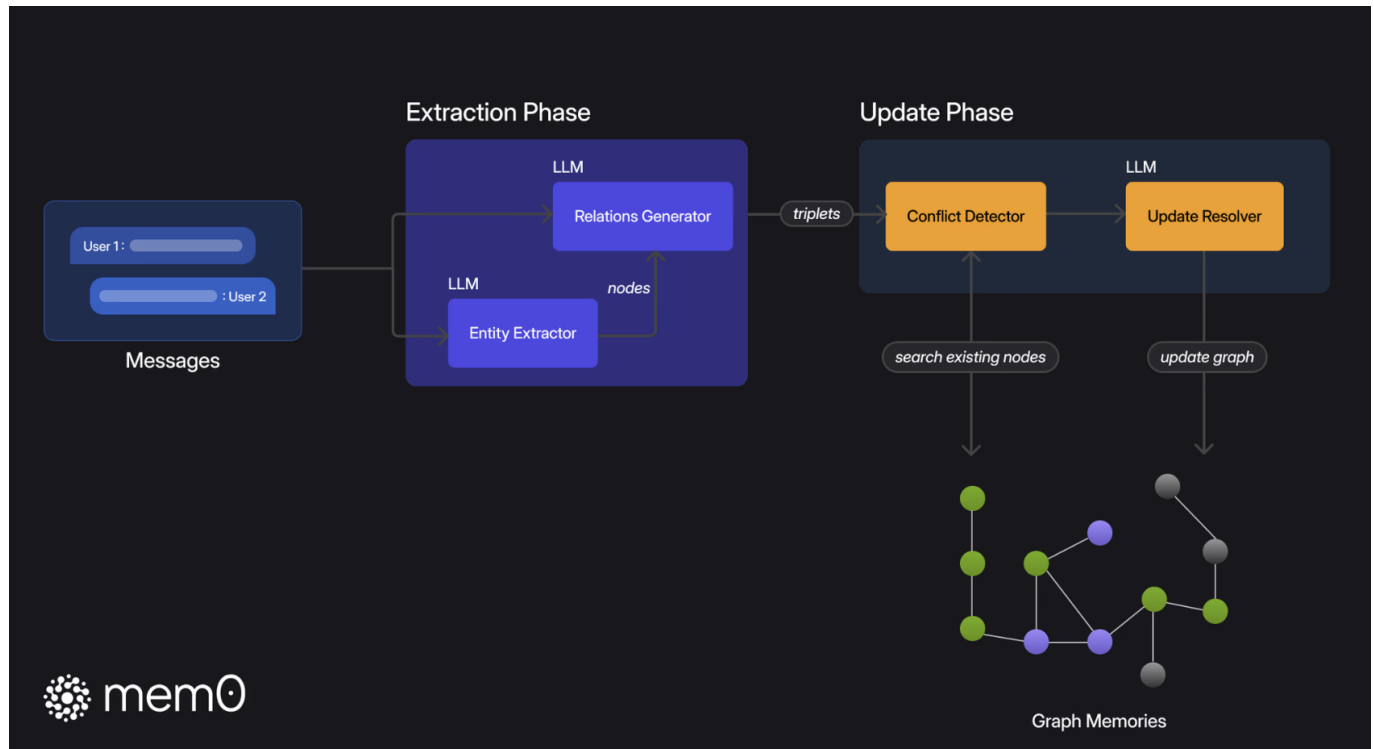 Extraction Phase
Update Phase
LLM
LLM
Relations Generator
triplets
Conflict Detector
Update Resolver
User 1 :
: User 2
LLM
nodes
Entity Extractor
Messages
search existing nodes
update graph
mem0
Graph Memories